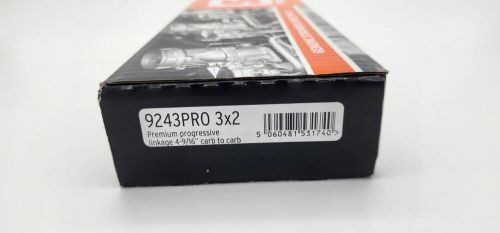 9243PRO 3x2
Premium progressive
linkage 4-9/16" carb to carb
5 060481 531740>